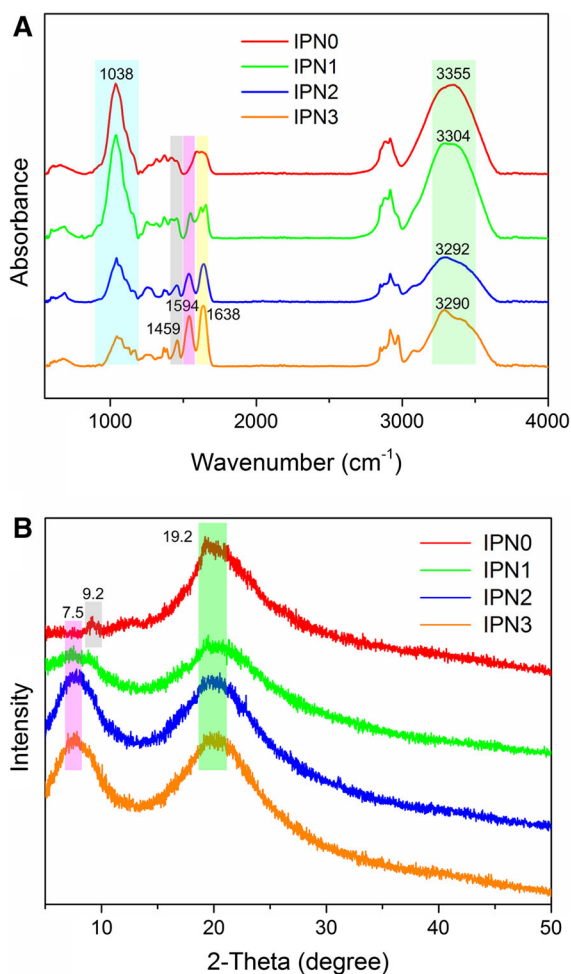 A
IPN0
IPN1
IPN2
IPN3
1038
3355
3304
3292
3290
1594
1459
1638
Absorbance
1000
2000
3000
4000
Wavenumber (cm⁻¹)
B
19.2
9.2
7.5
IPN0
IPN1
IPN2
IPN3
Intensity
10
20
30
40
50
2-Theta (degree)